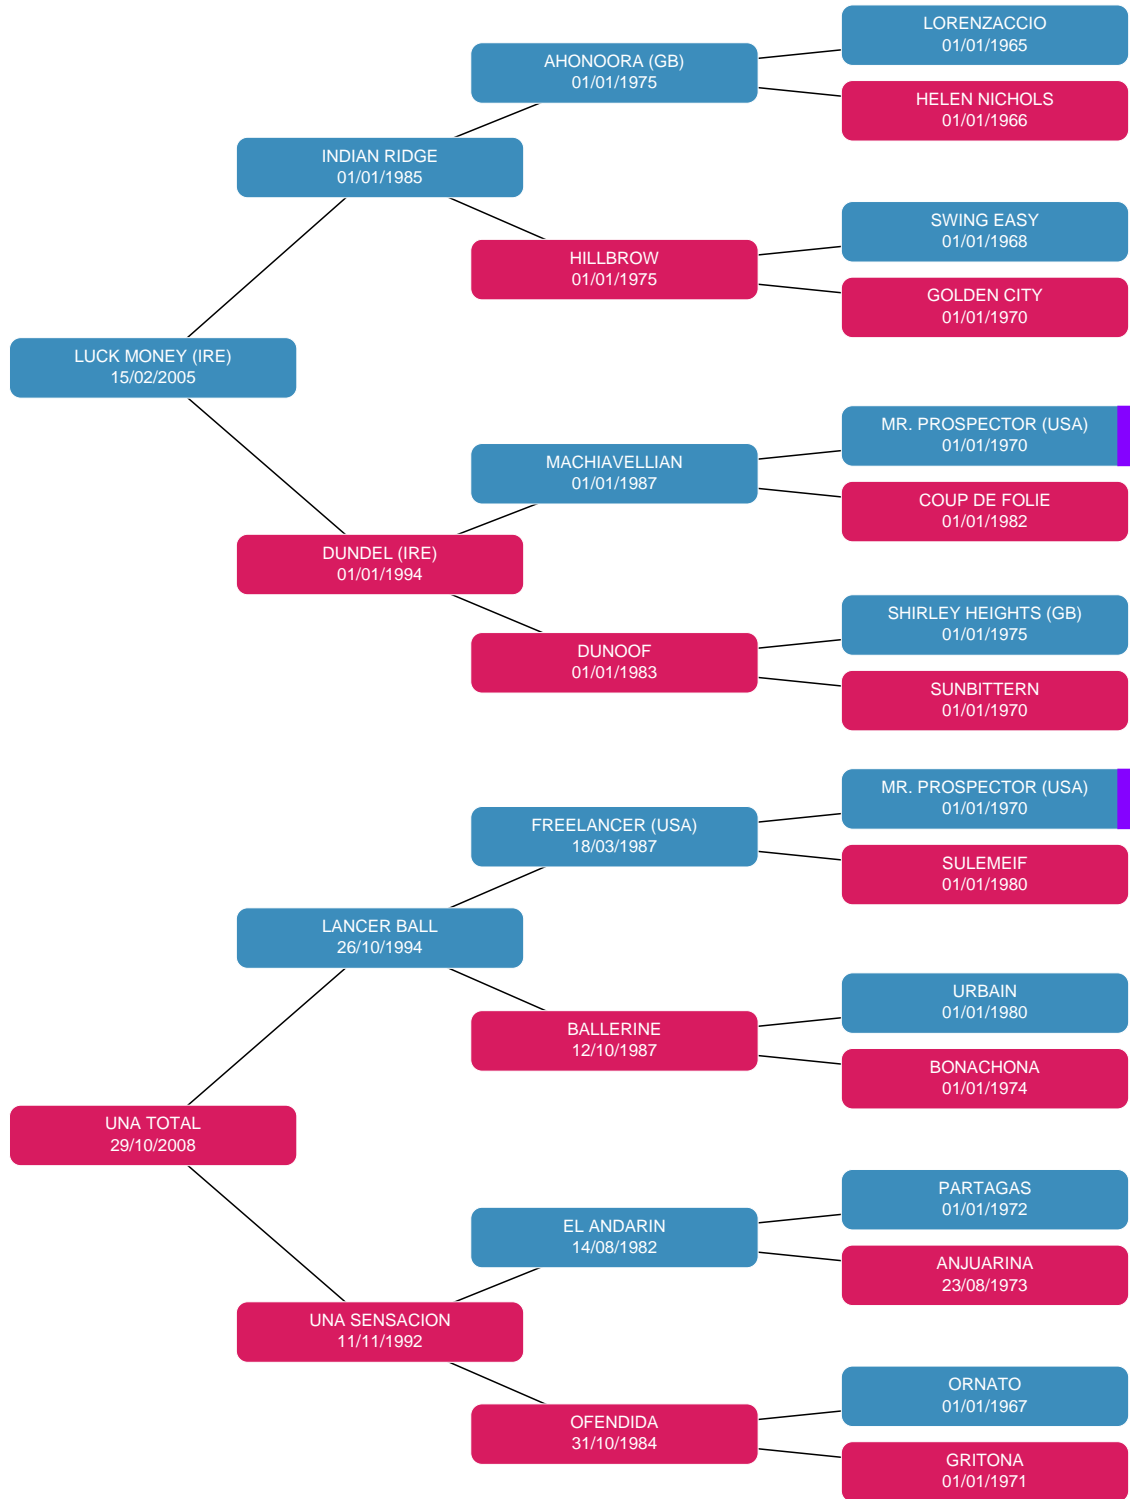 LORENZACCIO
01/01/1965
AHONOORA (GB)
01/01/1975
HELEN NICHOLS
01/01/1966
INDIAN RIDGE
01/01/1985
SWING EASY
01/01/1968
HILLBROW
01/01/1975
GOLDEN CITY
01/01/1970
LUCK MONEY (IRE)
15/02/2005
MR. PROSPECTOR (USA)
01/01/1970
MACHIAVELLIAN
01/01/1987
COUP DE FOLIE
01/01/1982
DUNDEL (IRE)
01/01/1994
SHIRLEY HEIGHTS (GB)
01/01/1975
DUNOOF
01/01/1983
SUNBITTERN
01/01/1970
MR. PROSPECTOR (USA)
01/01/1970
FREELANCER (USA)
18/03/1987
SULEMEIF
01/01/1980
LANCER BALL
26/10/1994
URBAIN
01/01/1980
BALLERINE
12/10/1987
BONACHONA
01/01/1974
UNA TOTAL
29/10/2008
PARTAGAS
01/01/1972
EL ANDARIN
14/08/1982
ANJUARINA
23/08/1973
UNA SENSACION
11/11/1992
ORNATO
01/01/1967
OFENDIDA
31/10/1984
GRITONA
01/01/1971